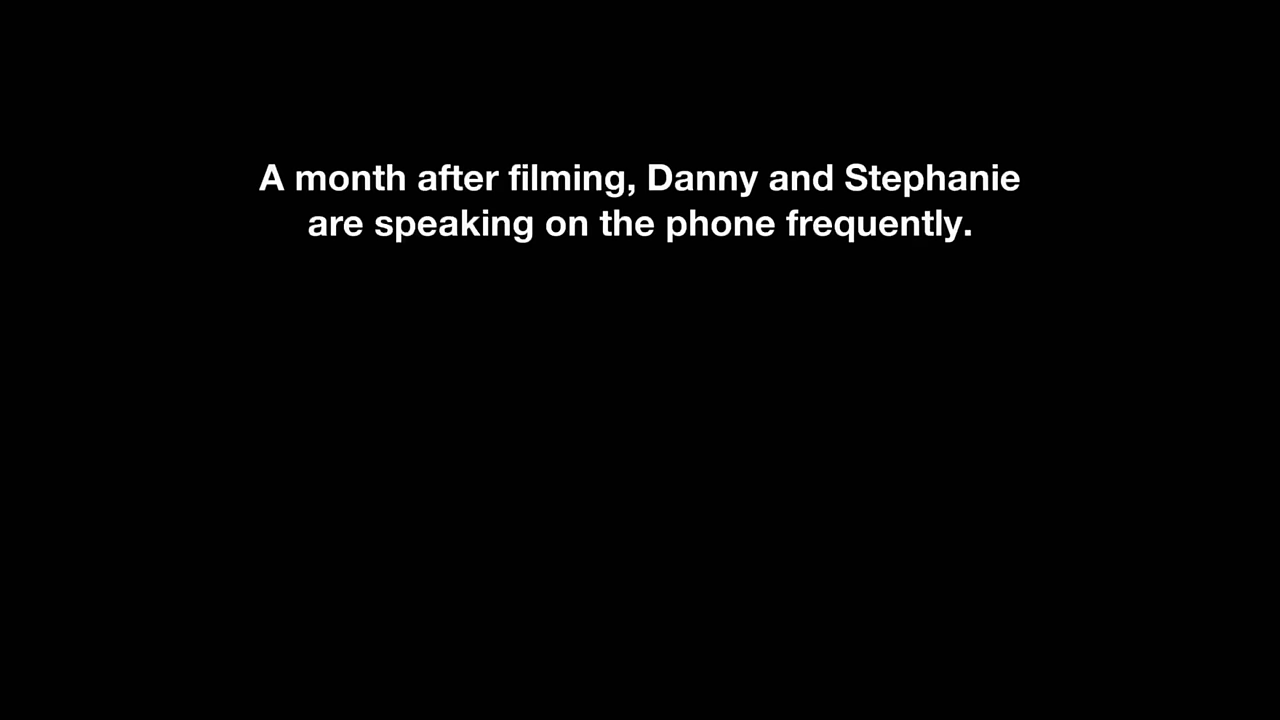 A month after filming, Danny and Stephanie
are speaking on the phone frequently.